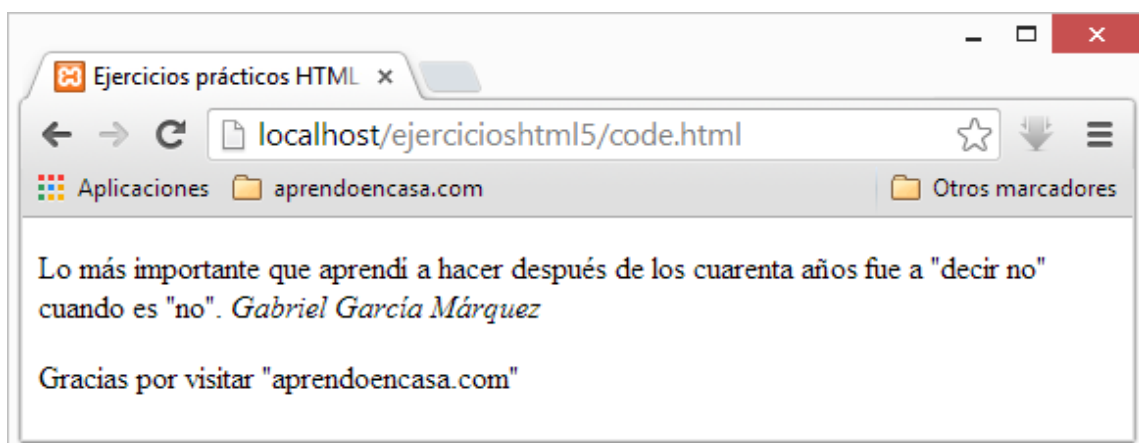 Ejercicios prácticos HTML
localhost/ejercicioshtml5/code.html
Aplicaciones aprendoencasa.com Otros marcadores
Lo más importante que aprendí a hacer después de los cuarenta años fue a "decir no"
cuando es "no". Gabriel García Márquez
Gracias por visitar "aprendoencasa.com"